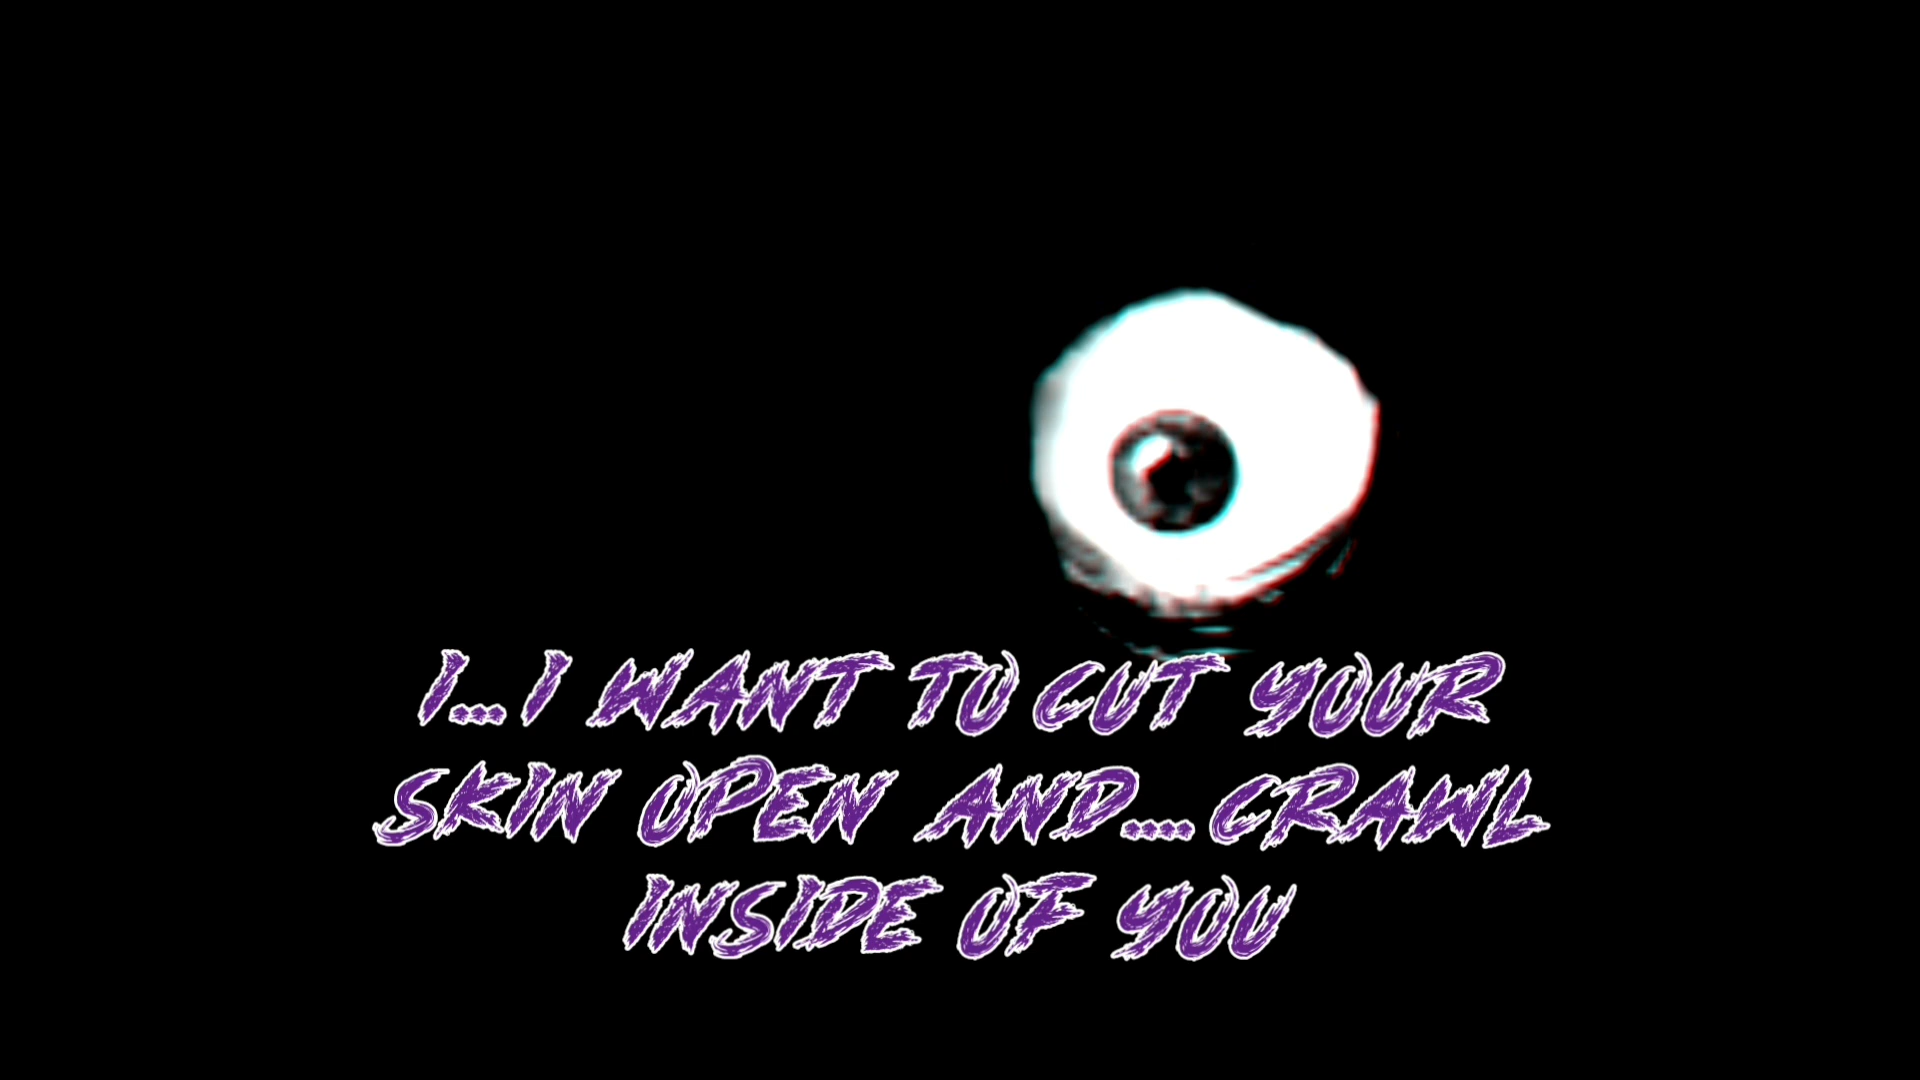 I...I WANT TO CUT YOUR
SKIN OPEN AND....CRAWL
INSIDE OF YOU